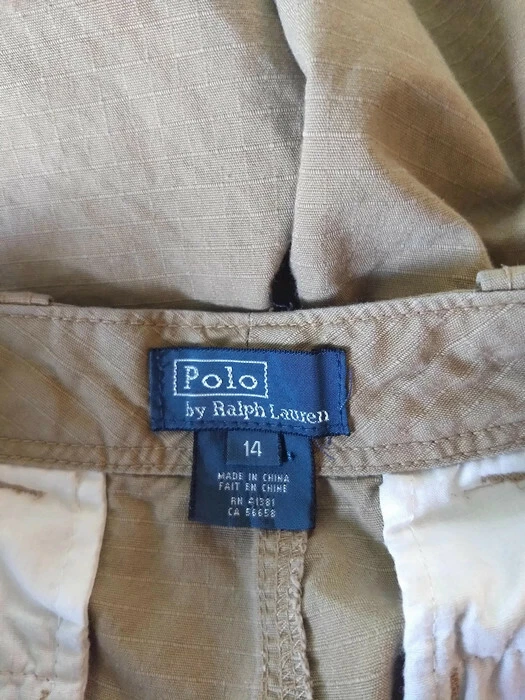 Polo
by Ralph Lauren
14
MADE IN CHINA
FAIT EN CHINE
RN 41381
CA 56658